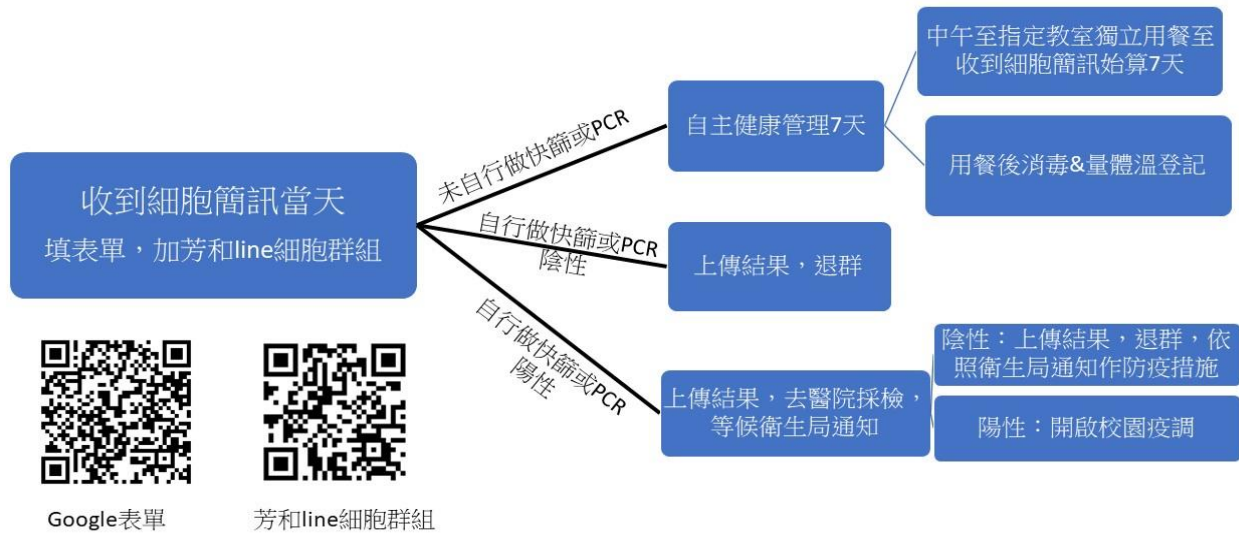 收到細胞簡訊當天
填表單，加芳和line細胞群組
未自行做快篩或PCR
自主健康管理7天
中午至指定教室獨立用餐至
收到細胞簡訊始算7天
用餐後消毒&量體溫登記
自行做快篩或PCR
陰性
上傳結果，退群
自行做快篩或PCR
陽性
上傳結果，去醫院採檢，
等候衛生局通知
陰性：上傳結果，退群，依
照衛生局通知作防疫措施
陽性：開啟校園疫調
Google表單
芳和line細胞群組